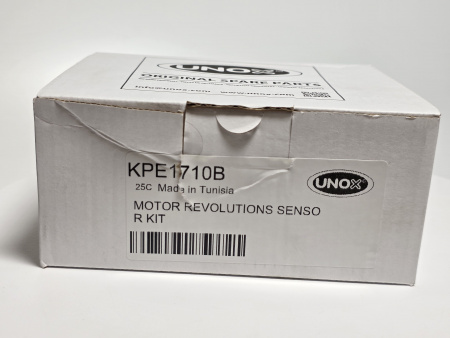 UNOX
ORIGINAL SPARE PARTS
KPE1710B
25C Made in Tunisia
UNOX
MOTOR REVOLUTIONS SENSO
R KIT